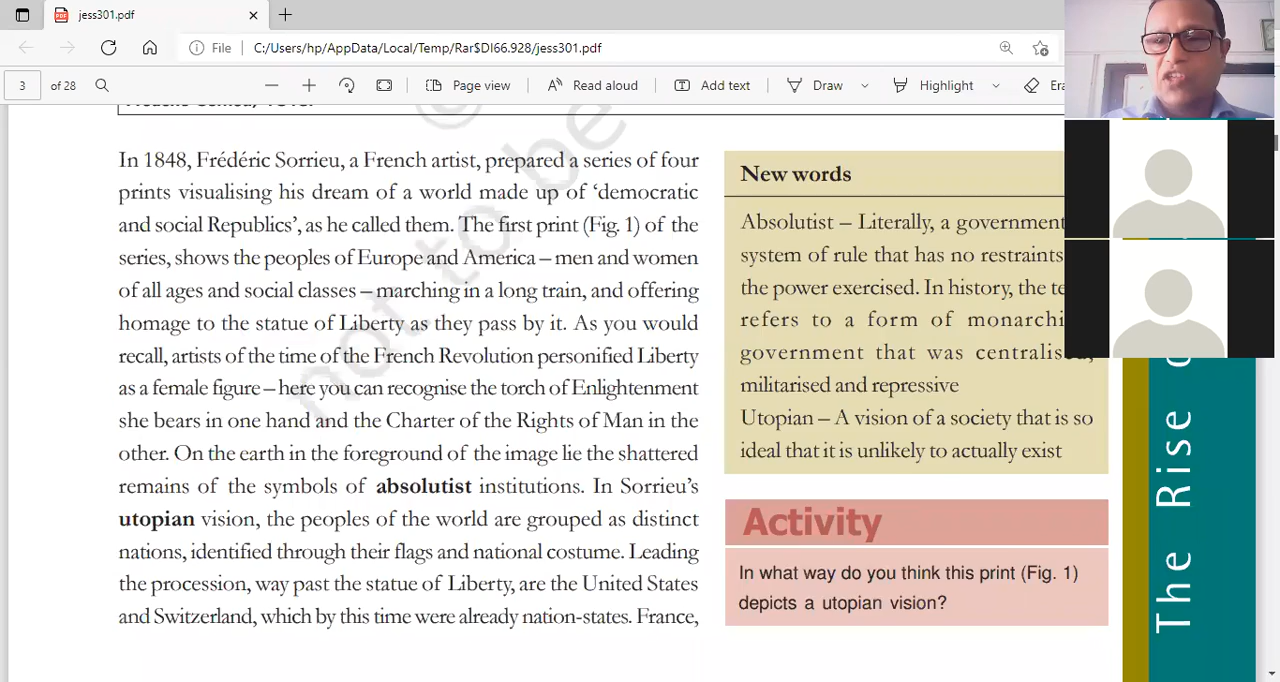 jess301.pdf
File C:/Users/hp/AppData/Local/Temp/Rar$DI66.928/jess301.pdf
3 of 28 Page view Read aloud Add text Draw Highlight
not to be
In 1848, Frédéric Sorrieu, a French artist, prepared a series of four
prints visualising his dream of a world made up of ‘democratic
and social Republics’, as he called them. The first print (Fig. 1) of the
series, shows the peoples of Europe and America – men and women
of all ages and social classes – marching in a long train, and offering
homage to the statue of Liberty as they pass by it. As you would
recall, artists of the time of the French Revolution personified Liberty
as a female figure – here you can recognise the torch of Enlightenment
she bears in one hand and the Charter of the Rights of Man in the
other. On the earth in the foreground of the image lie the shattered
remains of the symbols of absolutist institutions. In Sorrieu’s
utopian vision, the peoples of the world are grouped as distinct
nations, identified through their flags and national costume. Leading
the procession, way past the statue of Liberty, are the United States
and Switzerland, which by this time were already nation-states. France,
New words
Absolutist – Literally, a government
system of rule that has no restraints
the power exercised. In history, the
refers to a form of
government that was centralised,
militarised and repressive
Utopian – A vision of a society that is so
ideal that it is unlikely to actually exist
Activity
In what way do you think this print (Fig. 1)
depicts a utopian vision?
The Rise